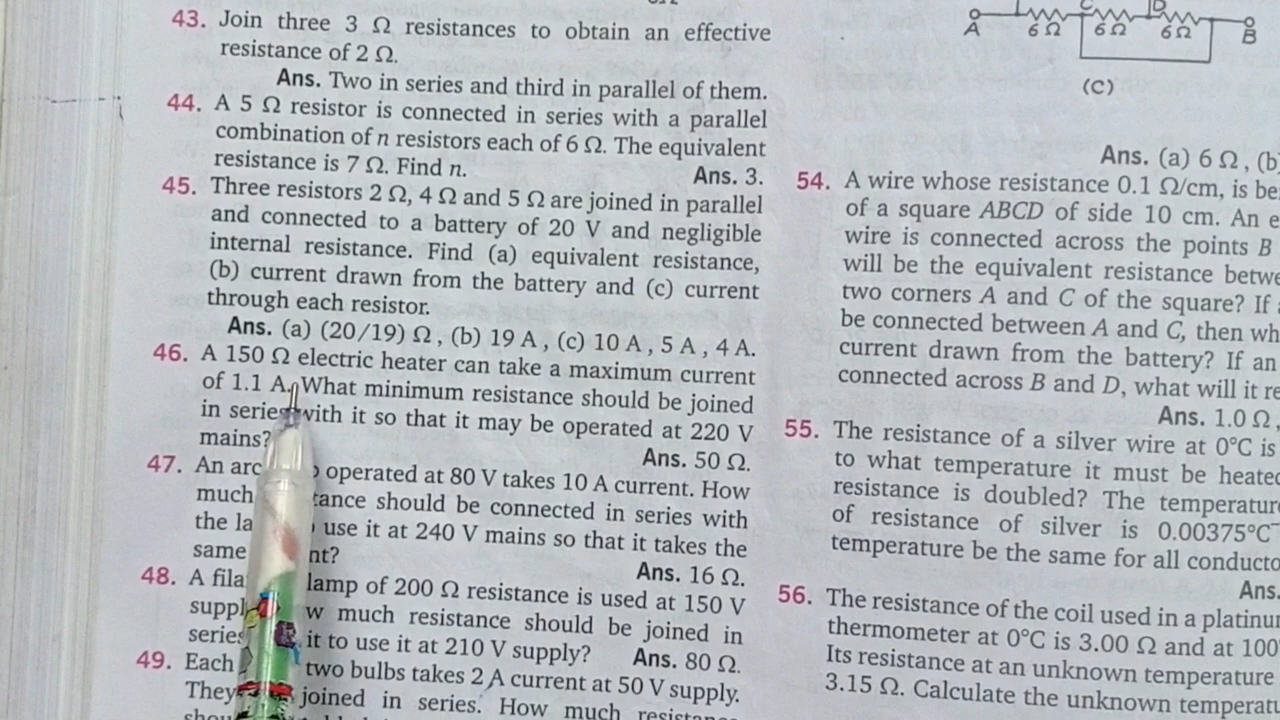 43. Join three 3 Ω resistances to obtain an effective
resistance of 2 Ω.
Ans. Two in series and third in parallel of them.
44. A 5 Ω resistor is connected in series with a parallel
combination of n resistors each of 6 Ω. The equivalent
resistance is 7 Ω. Find n.
Ans. 3.
45. Three resistors 2 Ω, 4 Ω and 5 Ω are joined in parallel
and connected to a battery of 20 V and negligible
internal resistance. Find (a) equivalent resistance,
(b) current drawn from the battery and (c) current
through each resistor.
Ans. (a) (20/19) Ω, (b) 19 A, (c) 10 A, 5 A, 4 A.
46. A 150 Ω electric heater can take a maximum current
of 1.1 A. What minimum resistance should be joined
in series with it so that it may be operated at 220 V
mains?
Ans. 50 Ω.
47. An arc operated at 80 V takes 10 A current. How
much tance should be connected in series with
the la use it at 240 V mains so that it takes the
same nt?
Ans. 16 Ω.
48. A fila lamp of 200 Ω resistance is used at 150 V
suppl w much resistance should be joined in
series it to use it at 210 V supply? Ans. 80 Ω.
49. Each two bulbs takes 2 A current at 50 V supply.
They joined in series. How much
A 6 Ω C 6 Ω D 6 Ω B
(C)
Ans. (a) 6 Ω, (b)
54. A wire whose resistance 0.1 Ω/cm, is be
of a square ABCD of side 10 cm. An e
wire is connected across the points B
will be the equivalent resistance betwe
two corners A and C of the square? If
be connected between A and C, then wh
current drawn from the battery? If an
connected across B and D, what will it re
Ans. 1.0 Ω,
55. The resistance of a silver wire at 0°C is
to what temperature it must be heated
resistance is doubled? The temperatur
of resistance of silver is 0.00375°C⁻
temperature be the same for all conducto
Ans.
56. The resistance of the coil used in a platinu
thermometer at 0°C is 3.00 Ω and at 100
Its resistance at an unknown temperature
3.15 Ω. Calculate the unknown temperatu